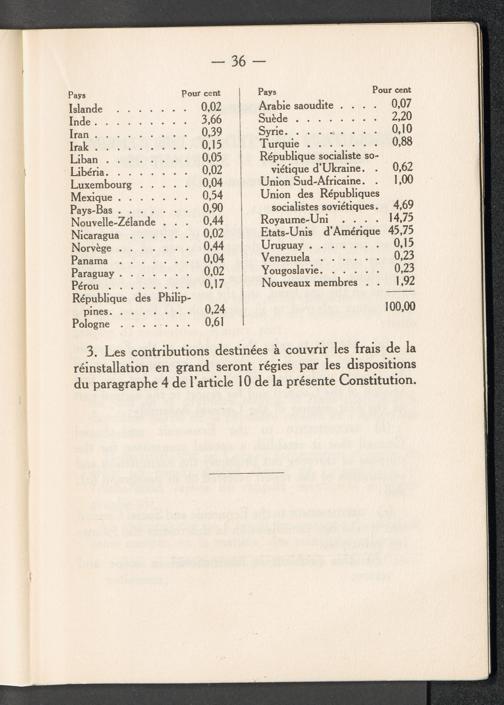 — 36 —
Pays Pour cent
Islande . . . . . . . 0,02
Inde . . . . . . . . . 3,66
Iran . . . . . . . . . 0,39
Irak . . . . . . . . . 0,15
Liban . . . . . . . . 0,05
Libéria. . . . . . . . 0,02
Luxembourg . . . . . 0,04
Mexique . . . . . . . 0,54
Pays-Bas . . . . . . . 0,90
Nouvelle-Zélande . . . 0,44
Nicaragua . . . . . . 0,02
Norvège . . . . . . . 0,44
Panama . . . . . . . 0,04
Paraguay . . . . . . . 0,02
Pérou . . . . . . . . 0,17
République des Philip-
pines. . . . . . . . 0,24
Pologne . . . . . . . 0,61
Pays Pour cent
Arabie saoudite . . . . 0,07
Suède . . . . . . . . 2,20
Syrie. . . . . . . . . 0,10
Turquie . . . . . . . 0,88
République socialiste so-
viétique d'Ukraine. . 0,62
Union Sud-Africaine. . 1,00
Union des Républiques
socialistes soviétiques. 4,69
Royaume-Uni . . . . 14,75
Etats-Unis d'Amérique 45,75
Uruguay . . . . . . . 0,15
Venezuela . . . . . . 0,23
Yougoslavie. . . . . . 0,23
Nouveaux membres . . 1,92
100,00
3. Les contributions destinées à couvrir les frais de la
réinstallation en grand seront régies par les dispositions
du paragraphe 4 de l'article 10 de la présente Constitution.